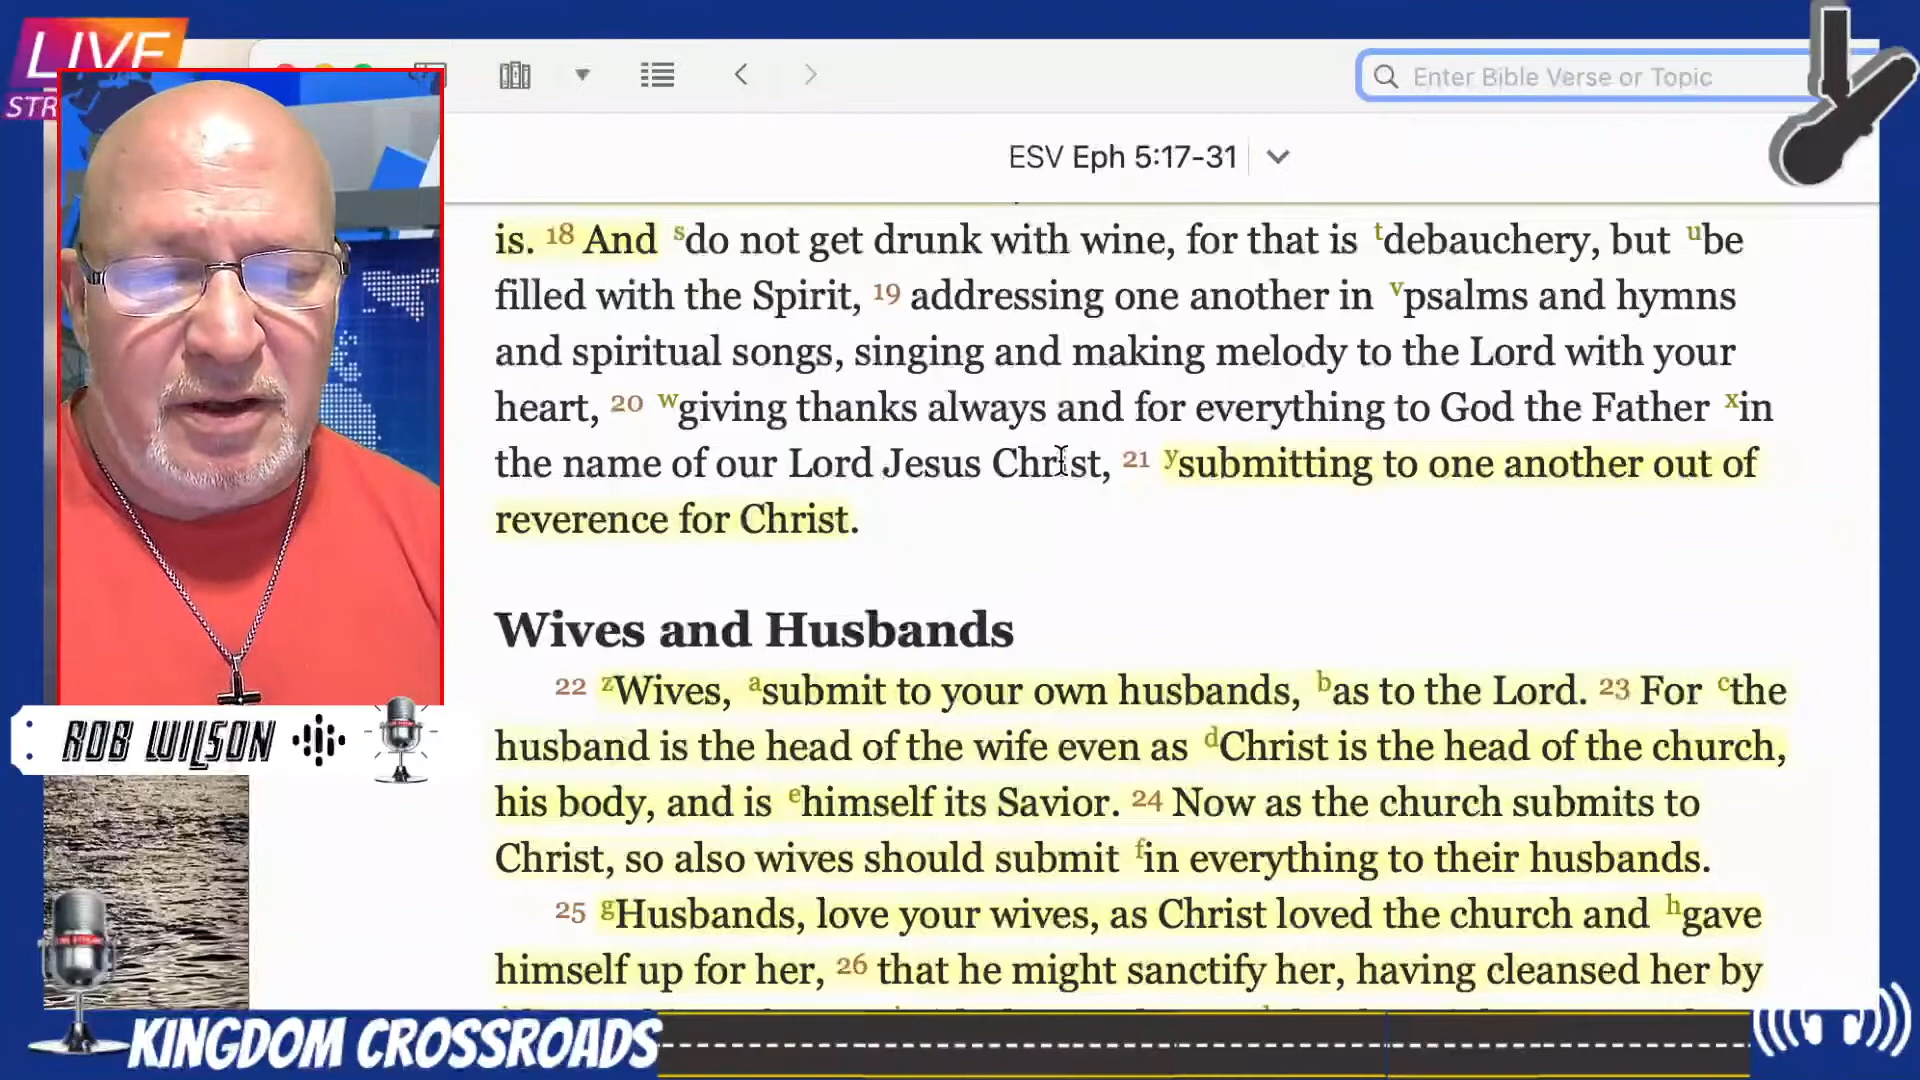 LIVE
STR
Enter Bible Verse or Topic
ESV Eph 5:17-31
is. 18 And sdo not get drunk with wine, for that is tdebauchery, but ube
filled with the Spirit, 19 addressing one another in vpsalms and hymns
and spiritual songs, singing and making melody to the Lord with your
heart, 20 wgiving thanks always and for everything to God the Father xin
the name of our Lord Jesus Christ, 21 ysubmitting to one another out of
reverence for Christ.
Wives and Husbands
22 zWives, asubmit to your own husbands, bas to the Lord. 23 For cthe
husband is the head of the wife even as dChrist is the head of the church,
his body, and is ehimself its Savior. 24 Now as the church submits to
Christ, so also wives should submit fin everything to their husbands.
25 gHusbands, love your wives, as Christ loved the church and hgave
himself up for her, 26 that he might sanctify her, having cleansed her by
ROB WILSON
KINGDOM CROSSROADS